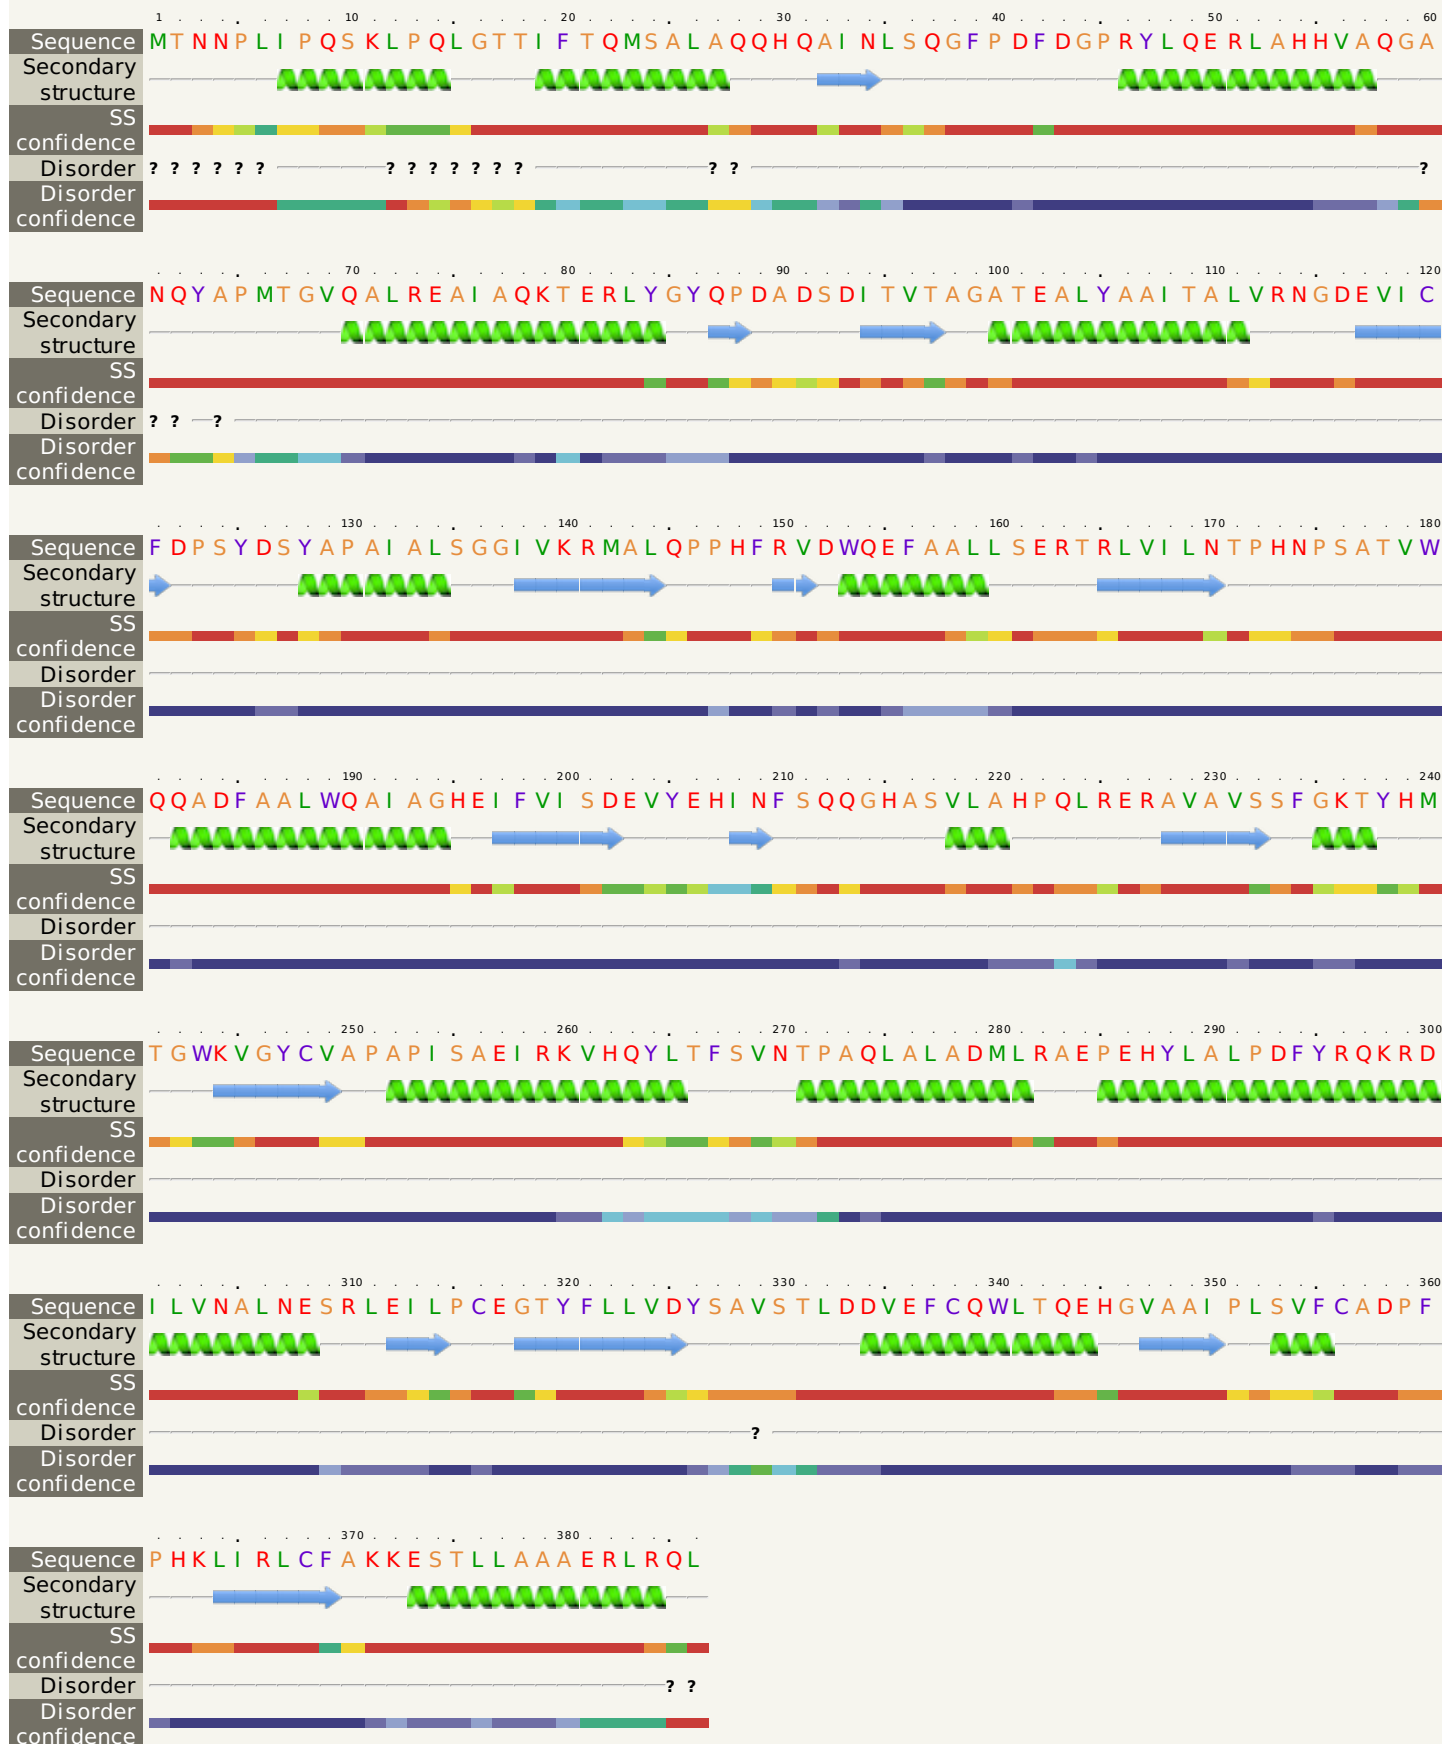 1 10 20 30 40 50 60
Sequence MTNNPLIPQSKLPQLGTTIFTQMSALAQQHQAINLSQGFPDFDGPRYLQERLAHHVAQGA
Secondary
structure
SS
confidence
Disorder ? ? ? ? ? ? ? ? ? ? ? ? ? ? ? ?
Disorder
confidence
70 80 90 100 110 120
Sequence NQYAPMTGVQALREAIAQKTERLYGYQPDADSDITVTAGATEALYAAITALVRNGDEVIC
Secondary
structure
SS
confidence
Disorder ? ? ?
Disorder
confidence
130 140 150 160 170 180
Sequence FDPSYDSYAPAIALSGGIVKRMALQPPHFRVDWQEFAALLSERTRLVILNTPHNPSATVW
Secondary
structure
SS
confidence
Disorder
Disorder
confidence
190 200 210 220 230 240
Sequence QQADFAALWQAIAGHEIFVISDEVYEHINFSQQGHASVLAHPQLRERAVAVSSFGKTYHM
Secondary
structure
SS
confidence
Disorder
Disorder
confidence
250 260 270 280 290 300
Sequence TGWKVGYCVAPAPISAEIRKVHQYLTFSVNTPAQLALADMLRAEPEHYLALPDFYRQKRD
Secondary
structure
SS
confidence
Disorder
Disorder
confidence
310 320 330 340 350 360
Sequence ILVNALNESRLEILPCEGTYFLLVDYSAVSTLDDVEFCQWLTQEHGVAAIPLSVFCADPF
Secondary
structure
SS
confidence
Disorder ?
Disorder
confidence
370 380
Sequence PHKLIRLCFAKKESTLLAAAERLRQL
Secondary
structure
SS
confidence
Disorder ? ?
Disorder
confidence